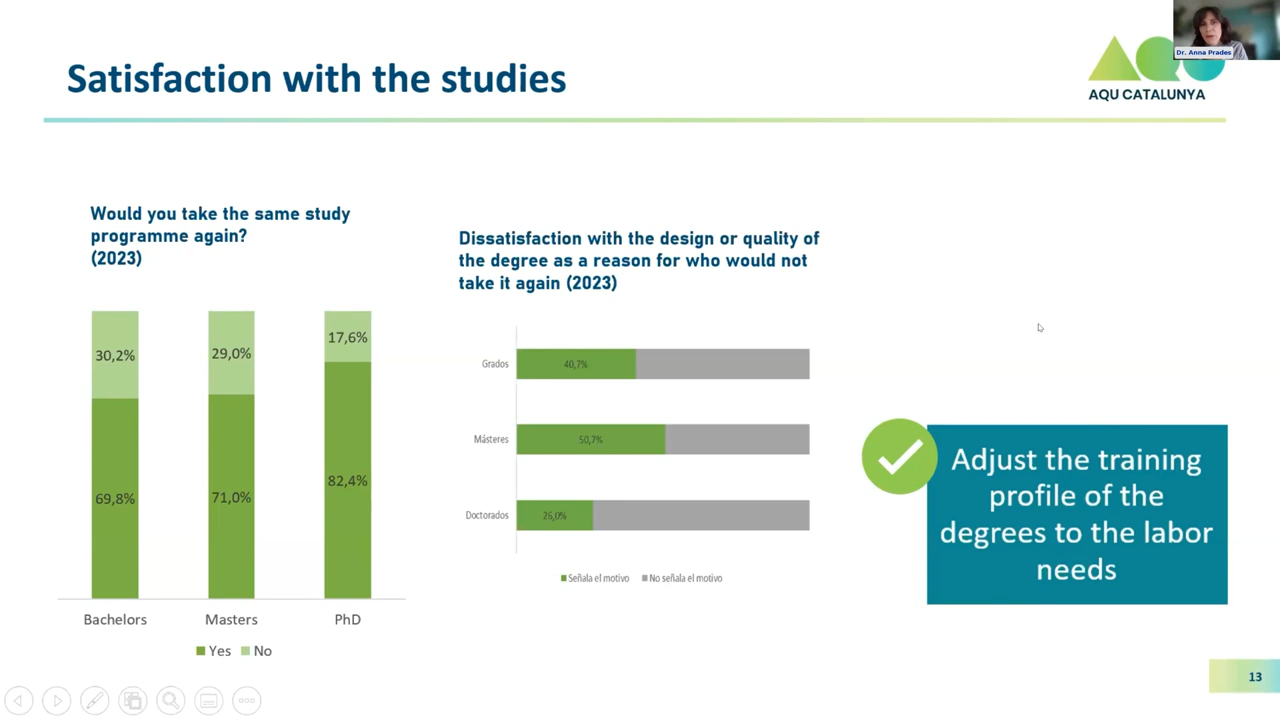 Dr. Anna Prades
Satisfaction with the studies
AQU CATALUNYA
Would you take the same study
programme again?
(2023)
30,2%
29,0%
17,6%
69,8%
71,0%
82,4%
Bachelors
Masters
PhD
Yes
No
Dissatisfaction with the design or quality of
the degree as a reason for who would not
take it again (2023)
Grados
40,7%
Másteres
50,7%
Doctorados
26,0%
Señala el motivo
No señala el motivo
Adjust the training
profile of the
degrees to the labor
needs
13